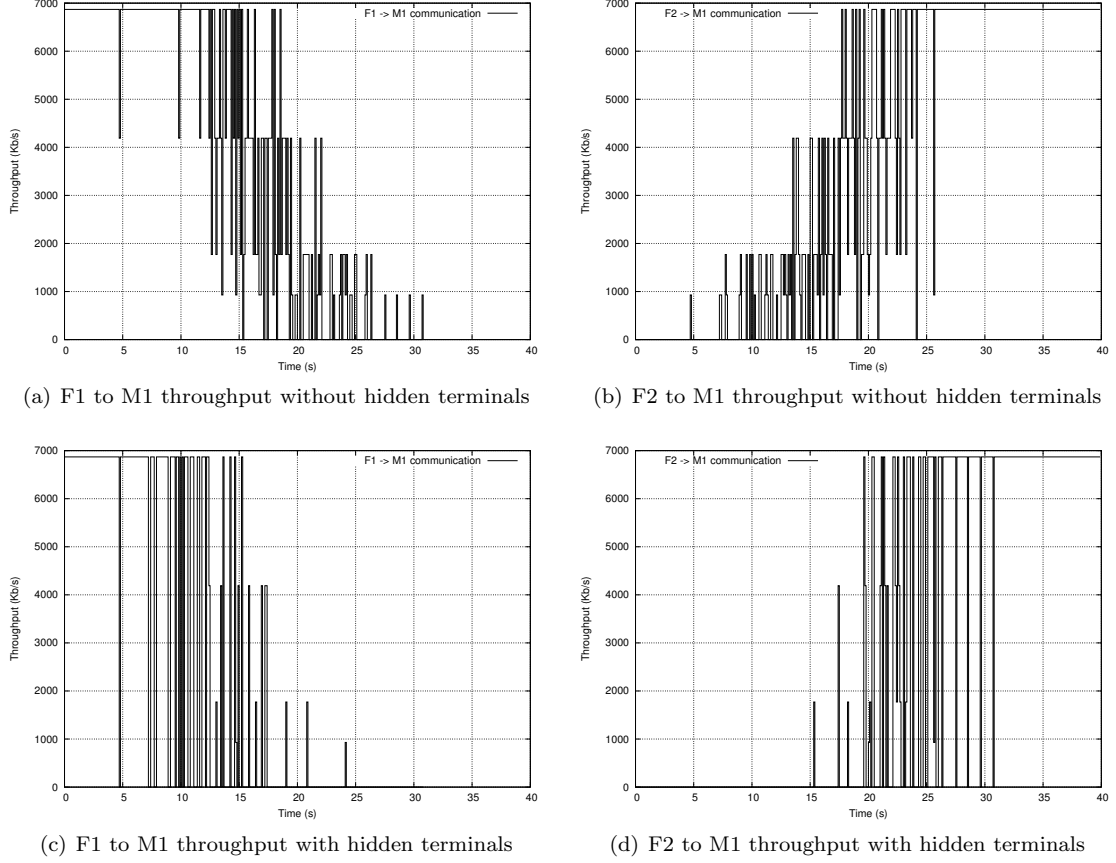 7000
6000
5000
4000
3000
2000
1000
0
Throughput (Kb/s)
F1 -> M1 communication
0 5 10 15 20 25 30 35 40
Time (s)
(a) F1 to M1 throughput without hidden terminals
7000
6000
5000
4000
3000
2000
1000
0
Throughput (Kb/s)
F2 -> M1 communication
0 5 10 15 20 25 30 35 40
Time (s)
(b) F2 to M1 throughput without hidden terminals
7000
6000
5000
4000
3000
2000
1000
0
Throughput (Kb/s)
F1 -> M1 communication
0 5 10 15 20 25 30 35 40
Time (s)
(c) F1 to M1 throughput with hidden terminals
7000
6000
5000
4000
3000
2000
1000
0
Throughput (Kb/s)
F2 -> M1 communication
0 5 10 15 20 25 30 35 40
Time (s)
(d) F2 to M1 throughput with hidden terminals